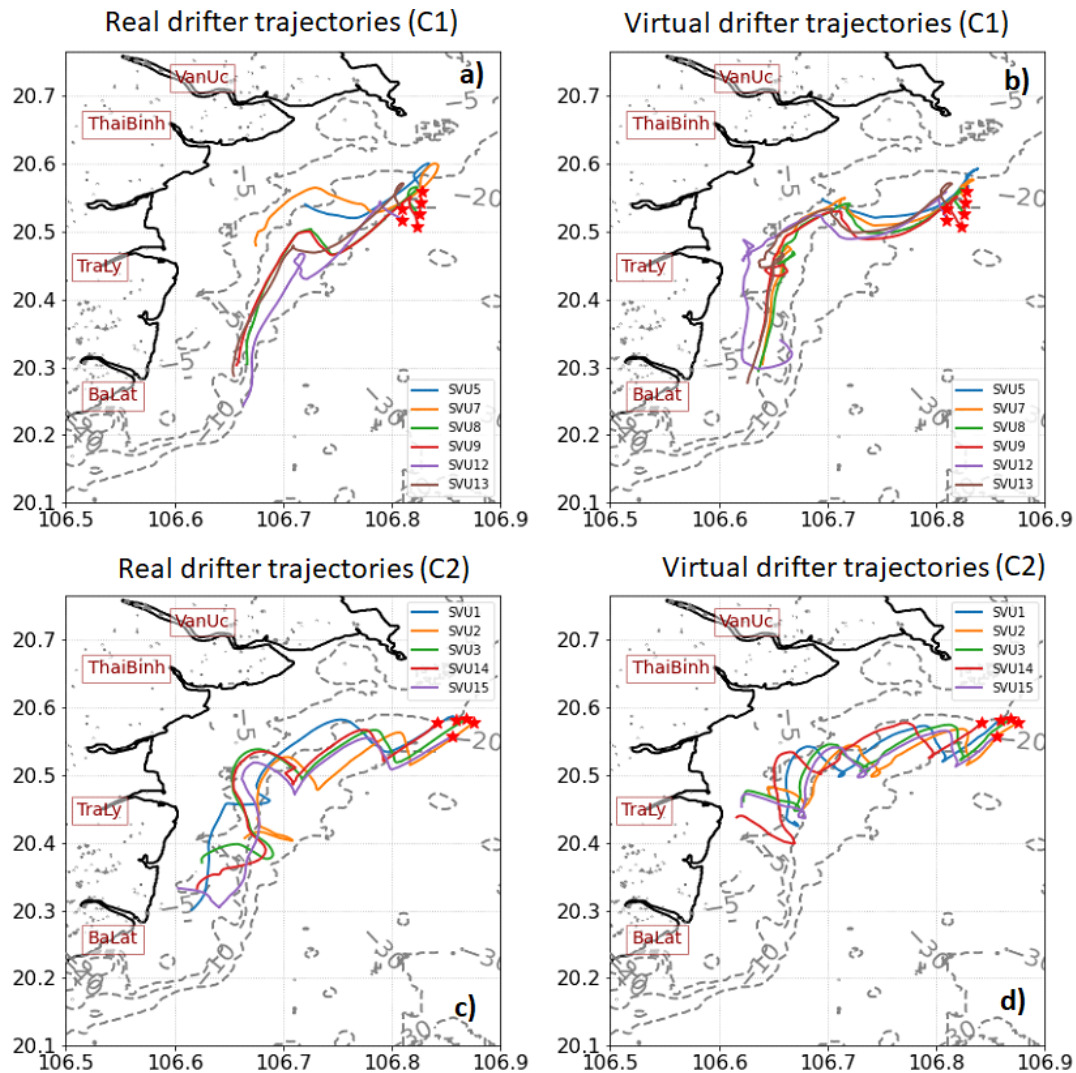 Real drifter trajectories (C1)
Virtual drifter trajectories (C1)
a)
VanUc
ThaiBinh
TraLy
BaLat
-5
-20
-5
-5
-10
-30
20.7
20.6
20.5
20.4
20.3
20.2
20.1
106.5
106.6
106.7
106.8
106.9
SVU5
SVU7
SVU8
SVU9
SVU12
SVU13
b)
VanUc
ThaiBinh
TraLy
BaLat
-5
-5
-20
-5
-10
-30
20.7
20.6
20.5
20.4
20.3
20.2
20.1
106.5
106.6
106.7
106.8
106.9
SVU5
SVU7
SVU8
SVU9
SVU12
SVU13
Real drifter trajectories (C2)
Virtual drifter trajectories (C2)
VanUc
ThaiBinh
TraLy
BaLat
-5
-20
-5
-10
-30
30
20.7
20.6
20.5
20.4
20.3
20.2
20.1
106.5
106.6
106.7
106.8
106.9
SVU1
SVU2
SVU3
SVU14
SVU15
c)
VanUc
ThaiBinh
TraLy
BaLat
-5
-20
-5
-5
-10
-30
30
20.7
20.6
20.5
20.4
20.3
20.2
20.1
106.5
106.6
106.7
106.8
106.9
SVU1
SVU2
SVU3
SVU14
SVU15
d)